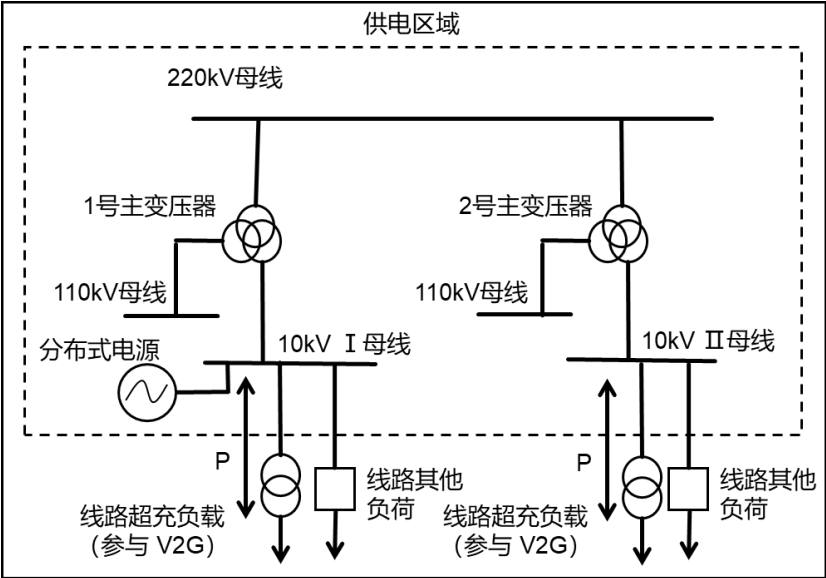 供电区域
220kV母线
1号主变压器
2号主变压器
110kV母线
110kV母线
分布式电源
10kV Ⅰ母线
10kV Ⅱ母线
P
P
线路超充负载
（参与 V2G）
线路其他
负荷
线路超充负载
（参与 V2G）
线路其他
负荷